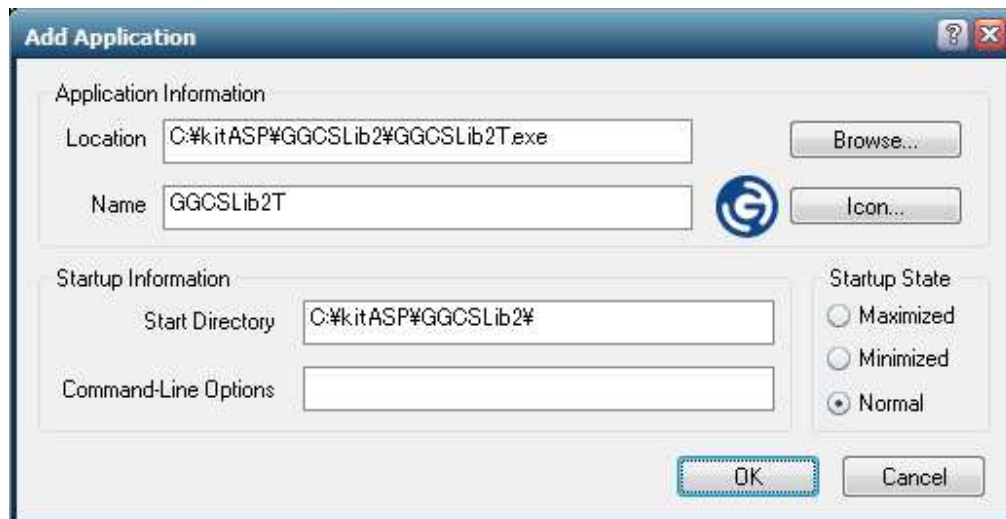 Add Application
Application Information
Location C:¥kitASP¥GGCSLib2¥GGCSLib2T.exe Browse...
Name GGCSLib2T G Icon...
Startup Information
Start Directory C:¥kitASP¥GGCSLib2¥
Command-Line Options
Startup State
Maximized
Minimized
Normal
OK Cancel